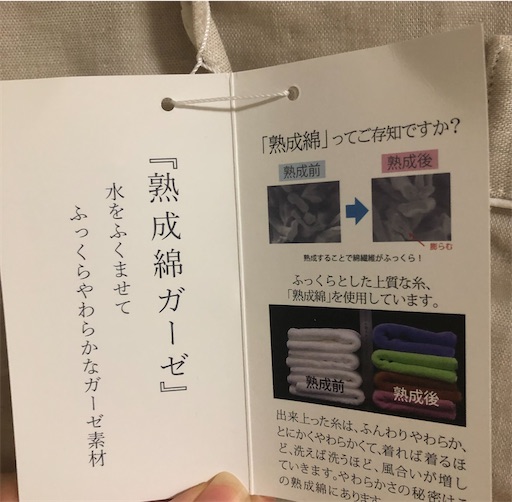 『熟成綿ガーゼ』
水をふくませて
ふっくらやわらかなガーゼ素材
「熟成綿」ってご存知ですか?
熟成前
熟成後
膨らむ
熟成することで綿繊維がふっくら!
ふっくらとした上質な糸、
「熟成綿」を使用しています。
熟成前
熟成後
出来上った糸は、ふんわりやわらか、
とにかくやわらかくて、着れば着るほ
ど、洗えば洗うほど、風合いが増し
ていきます。やわらかさの秘密は
の熟成綿にあります